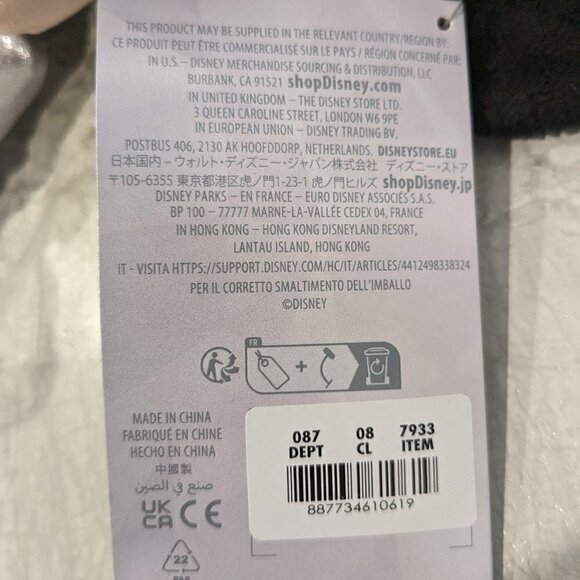 THIS PRODUCT MAY BE SUPPLIED IN THE RELEVANT COUNTRY/REGION BY:
CE PRODUIT PEUT ÊTRE COMMERCIALISÉ SUR LE PAYS / RÉGION CONCERNÉ PAR:
IN U.S. – DISNEY MERCHANDISE SOURCING & DISTRIBUTION, LLC
BURBANK, CA 91521 shopDisney.com
IN UNITED KINGDOM – THE DISNEY STORE LTD.
3 QUEEN CAROLINE STREET, LONDON W6 9PE
IN EUROPEAN UNION – DISNEY TRADING BV,
POSTBUS 406, 2130 AK HOOFDDORP, NETHERLANDS. DISNEYSTORE.EU
日本国内 – ウォルト・ディズニー・ジャパン株式会社 ディズニーストア
〒105-6355 東京都港区虎ノ門1-23-1 虎ノ門ヒルズ shopDisney.jp
DISNEY PARKS – EN FRANCE – EURO DISNEY ASSOCIÉS S.A.S.
BP 100 – 77777 MARNE-LA-VALLÉE CEDEX 04, FRANCE
IN HONG KONG – HONG KONG DISNEYLAND RESORT,
LANTAU ISLAND, HONG KONG
IT - VISITA HTTPS://SUPPORT.DISNEY.COM/HC/IT/ARTICLES/4412498338324
PER IL CORRETTO SMALTIMENTO DELL'IMBALLO
©DISNEY
FR
+
MADE IN CHINA
FABRIQUÉ EN CHINE
HECHO EN CHINA
中國製
صنع في الصين
UK
CA CE
22
PAP
087 08 7933
DEPT CL ITEM
887734610619